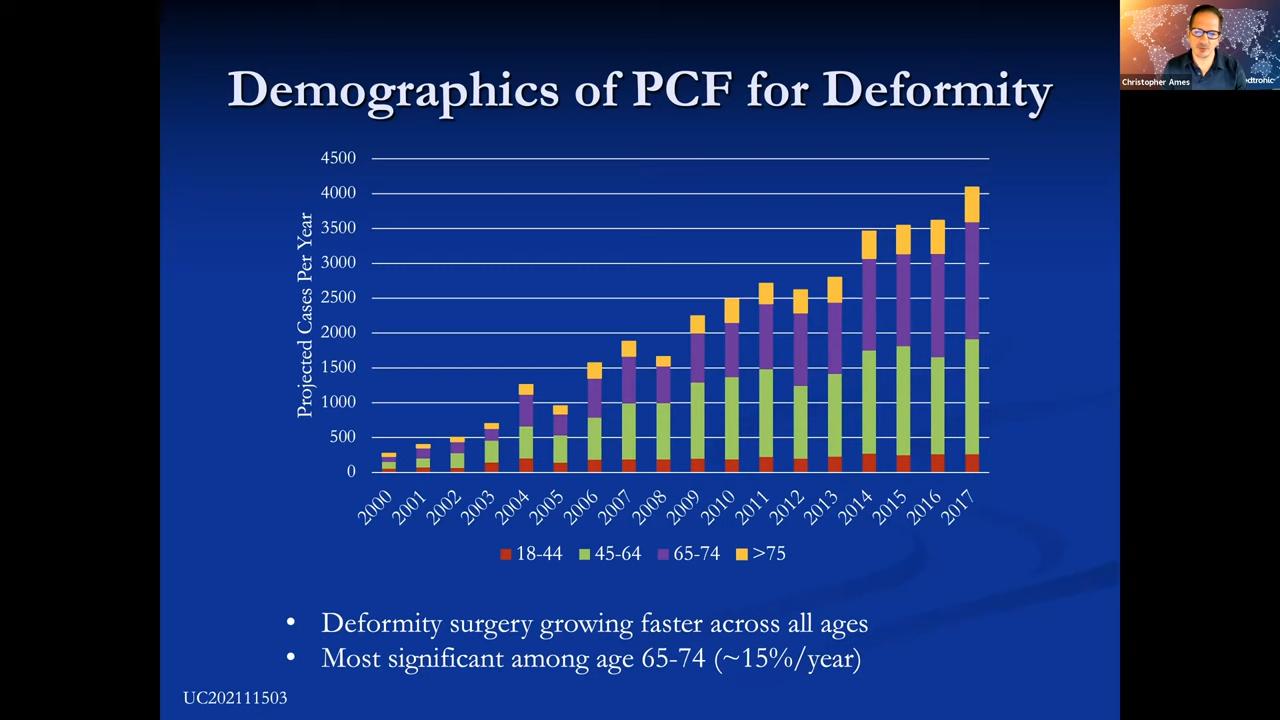 Demographics of PCF for Deformity
Christopher Ames
dtronic
Projected Cases Per Year
4500
4000
3500
3000
2500
2000
1500
1000
500
0
2000 2001 2002 2003 2004 2005 2006 2007 2008 2009 2010 2011 2012 2013 2014 2015 2016 2017
18-44 45-64 65-74 >75
• Deformity surgery growing faster across all ages
• Most significant among age 65-74 (~15%/year)
UC202111503